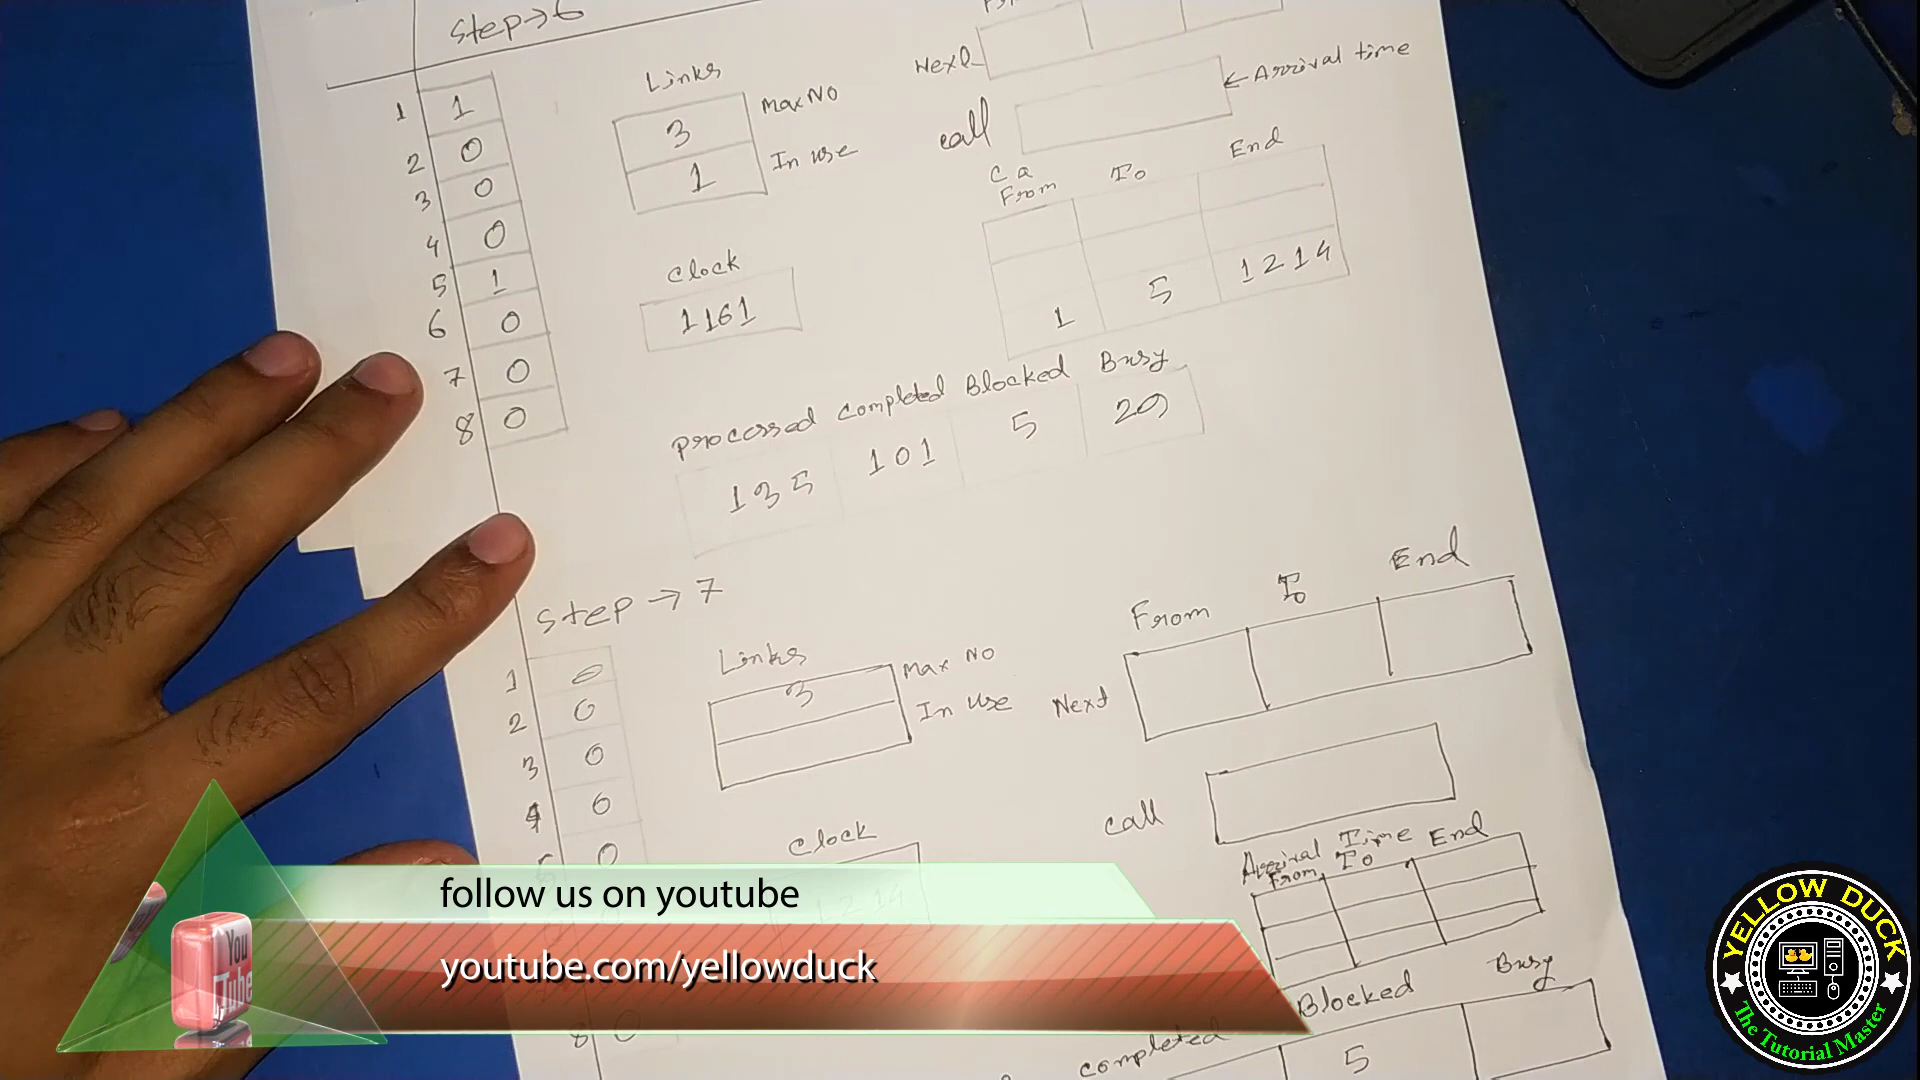 Step→6
Links
1 1
3 Max No
2 0
1 In use
3 0
4 0
5 1
6 0
7 0
8 0
Clock
1161
Next
call
←Arrival time
From To End
1 5 1214
processed completed Blocked Busy
135 101 5 29
Step→7
Links
3 Max No
In Use
1 0
2 0
3 0
4 0
0
Clock
From To End
Next
call
Arrival Time
From To End
completed Blocked Busy
5
follow us on youtube
youtube.com/yellowduck
You
Tube
YELLOW DUCK
The Tutorial Master